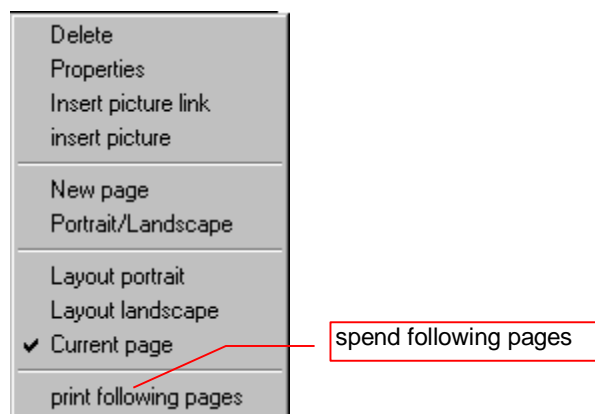 Delete
Properties
Insert picture link
insert picture
New page
Portrait/Landscape
Layout portrait
Layout landscape
Current page
spend following pages
print following pages